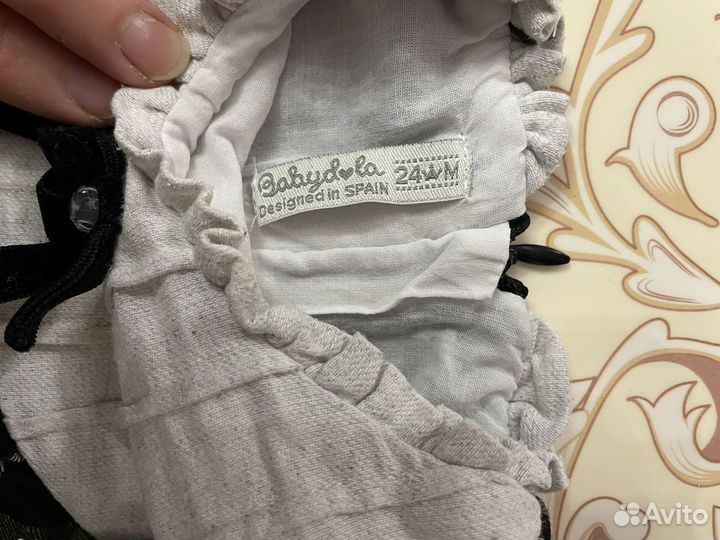 Babydola 24M
Designed in SPAIN
Avito